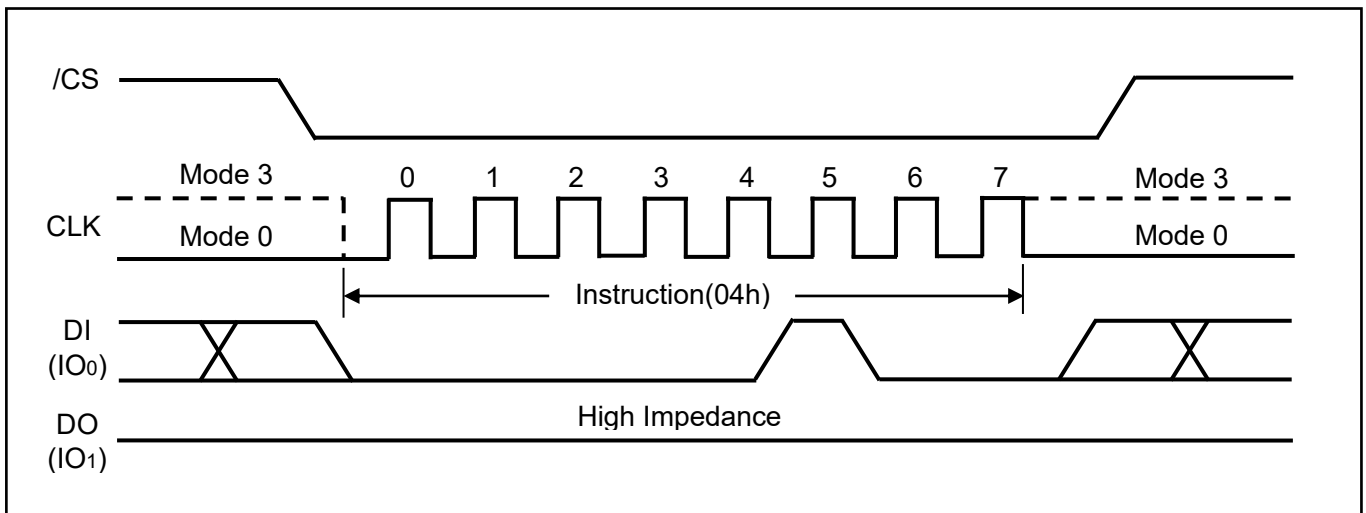 /CS
Mode 3 0 1 2 3 4 5 6 7 Mode 3
CLK
Mode 0 Mode 0
Instruction(04h)
DI
(IO0)
High Impedance
DO
(IO1)